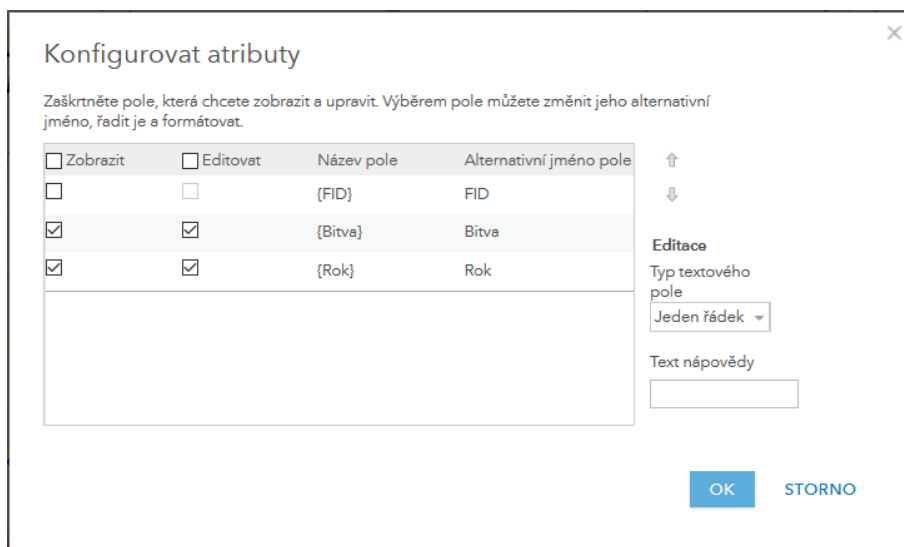 Konfigurovat atributy
Zaškrtněte pole, která chcete zobrazit a upravit. Výběrem pole můžete změnit jeho alternativní
jméno, řadit je a formátovat.
Zobrazit Editovat Název pole Alternativní jméno pole
{FID} FID
{Bitva} Bitva
{Rok} Rok
Editace
Typ textového
pole
Jeden řádek
Text nápovědy
OK STORNO